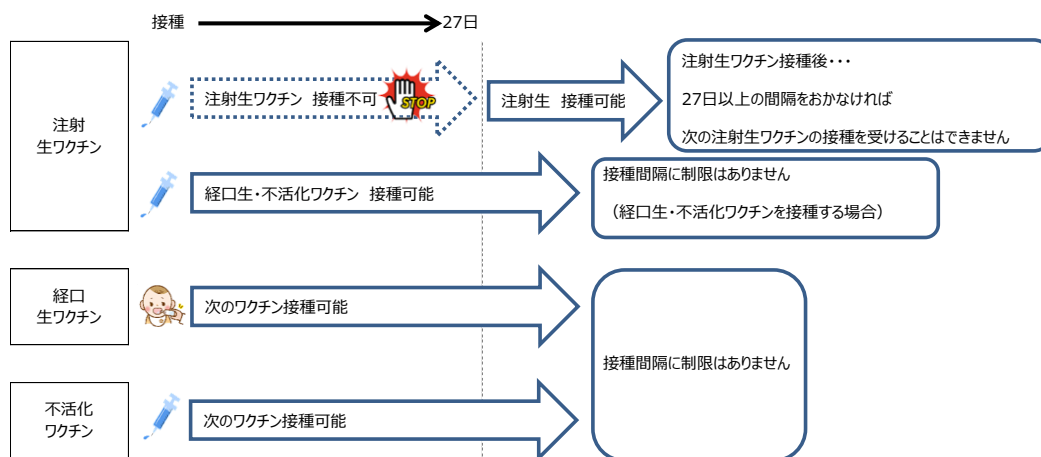 接種
27日
注射
生ワクチン
注射生ワクチン 接種不可
STOP
注射生 接種可能
注射生ワクチン接種後・・・
27日以上の間隔をおかなければ
次の注射生ワクチンの接種を受けることはできません
経口生・不活化ワクチン 接種可能
接種間隔に制限はありません
（経口生・不活化ワクチンを接種する場合）
経口
生ワクチン
次のワクチン接種可能
接種間隔に制限はありません
不活化
ワクチン
次のワクチン接種可能